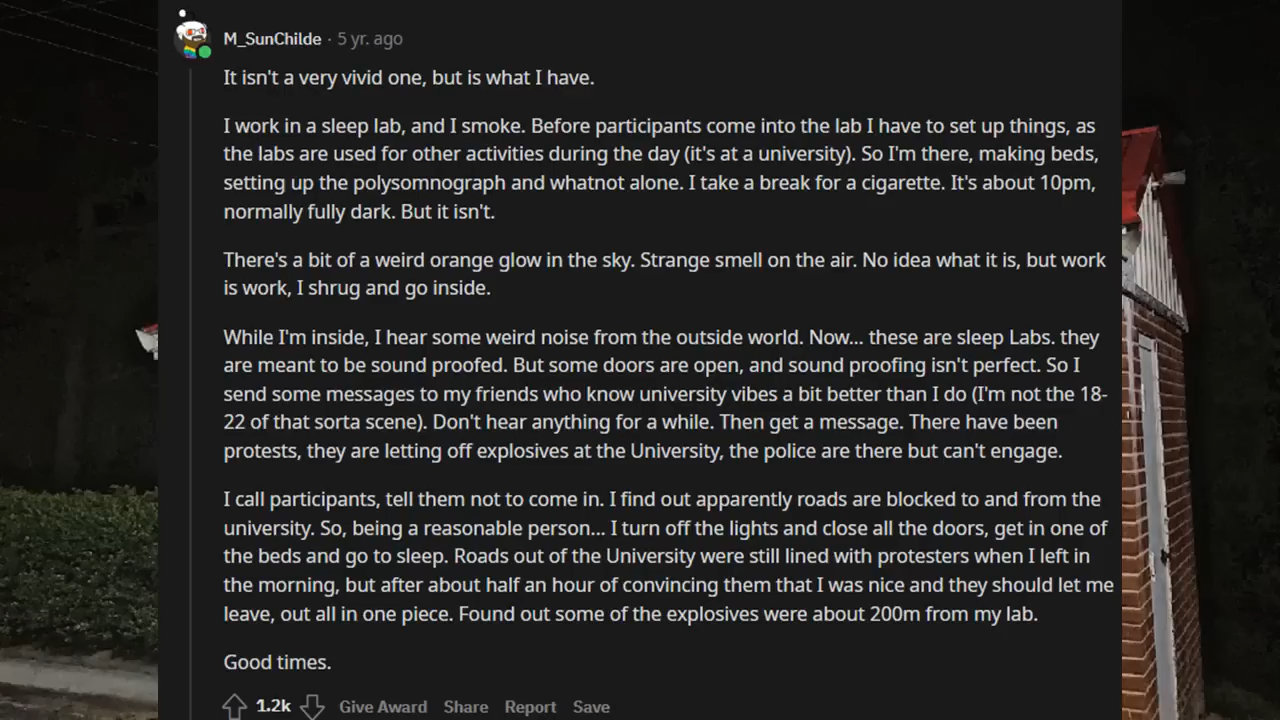 M_SunChilde · 5 yr. ago
It isn't a very vivid one, but is what I have.
I work in a sleep lab, and I smoke. Before participants come into the lab I have to set up things, as
the labs are used for other activities during the day (it's at a university). So I'm there, making beds,
setting up the polysomnograph and whatnot alone. I take a break for a cigarette. It's about 10pm,
normally fully dark. But it isn't.
There's a bit of a weird orange glow in the sky. Strange smell on the air. No idea what it is, but work
is work, I shrug and go inside.
While I'm inside, I hear some weird noise from the outside world. Now... these are sleep Labs. they
are meant to be sound proofed. But some doors are open, and sound proofing isn't perfect. So I
send some messages to my friends who know university vibes a bit better than I do (I'm not the 18-
22 of that sorta scene). Don't hear anything for a while. Then get a message. There have been
protests, they are letting off explosives at the University, the police are there but can't engage.
I call participants, tell them not to come in. I find out apparently roads are blocked to and from the
university. So, being a reasonable person... I turn off the lights and close all the doors, get in one of
the beds and go to sleep. Roads out of the University were still lined with protesters when I left in
the morning, but after about half an hour of convincing them that I was nice and they should let me
leave, out all in one piece. Found out some of the explosives were about 200m from my lab.
Good times.
1.2k Give Award Share Report Save